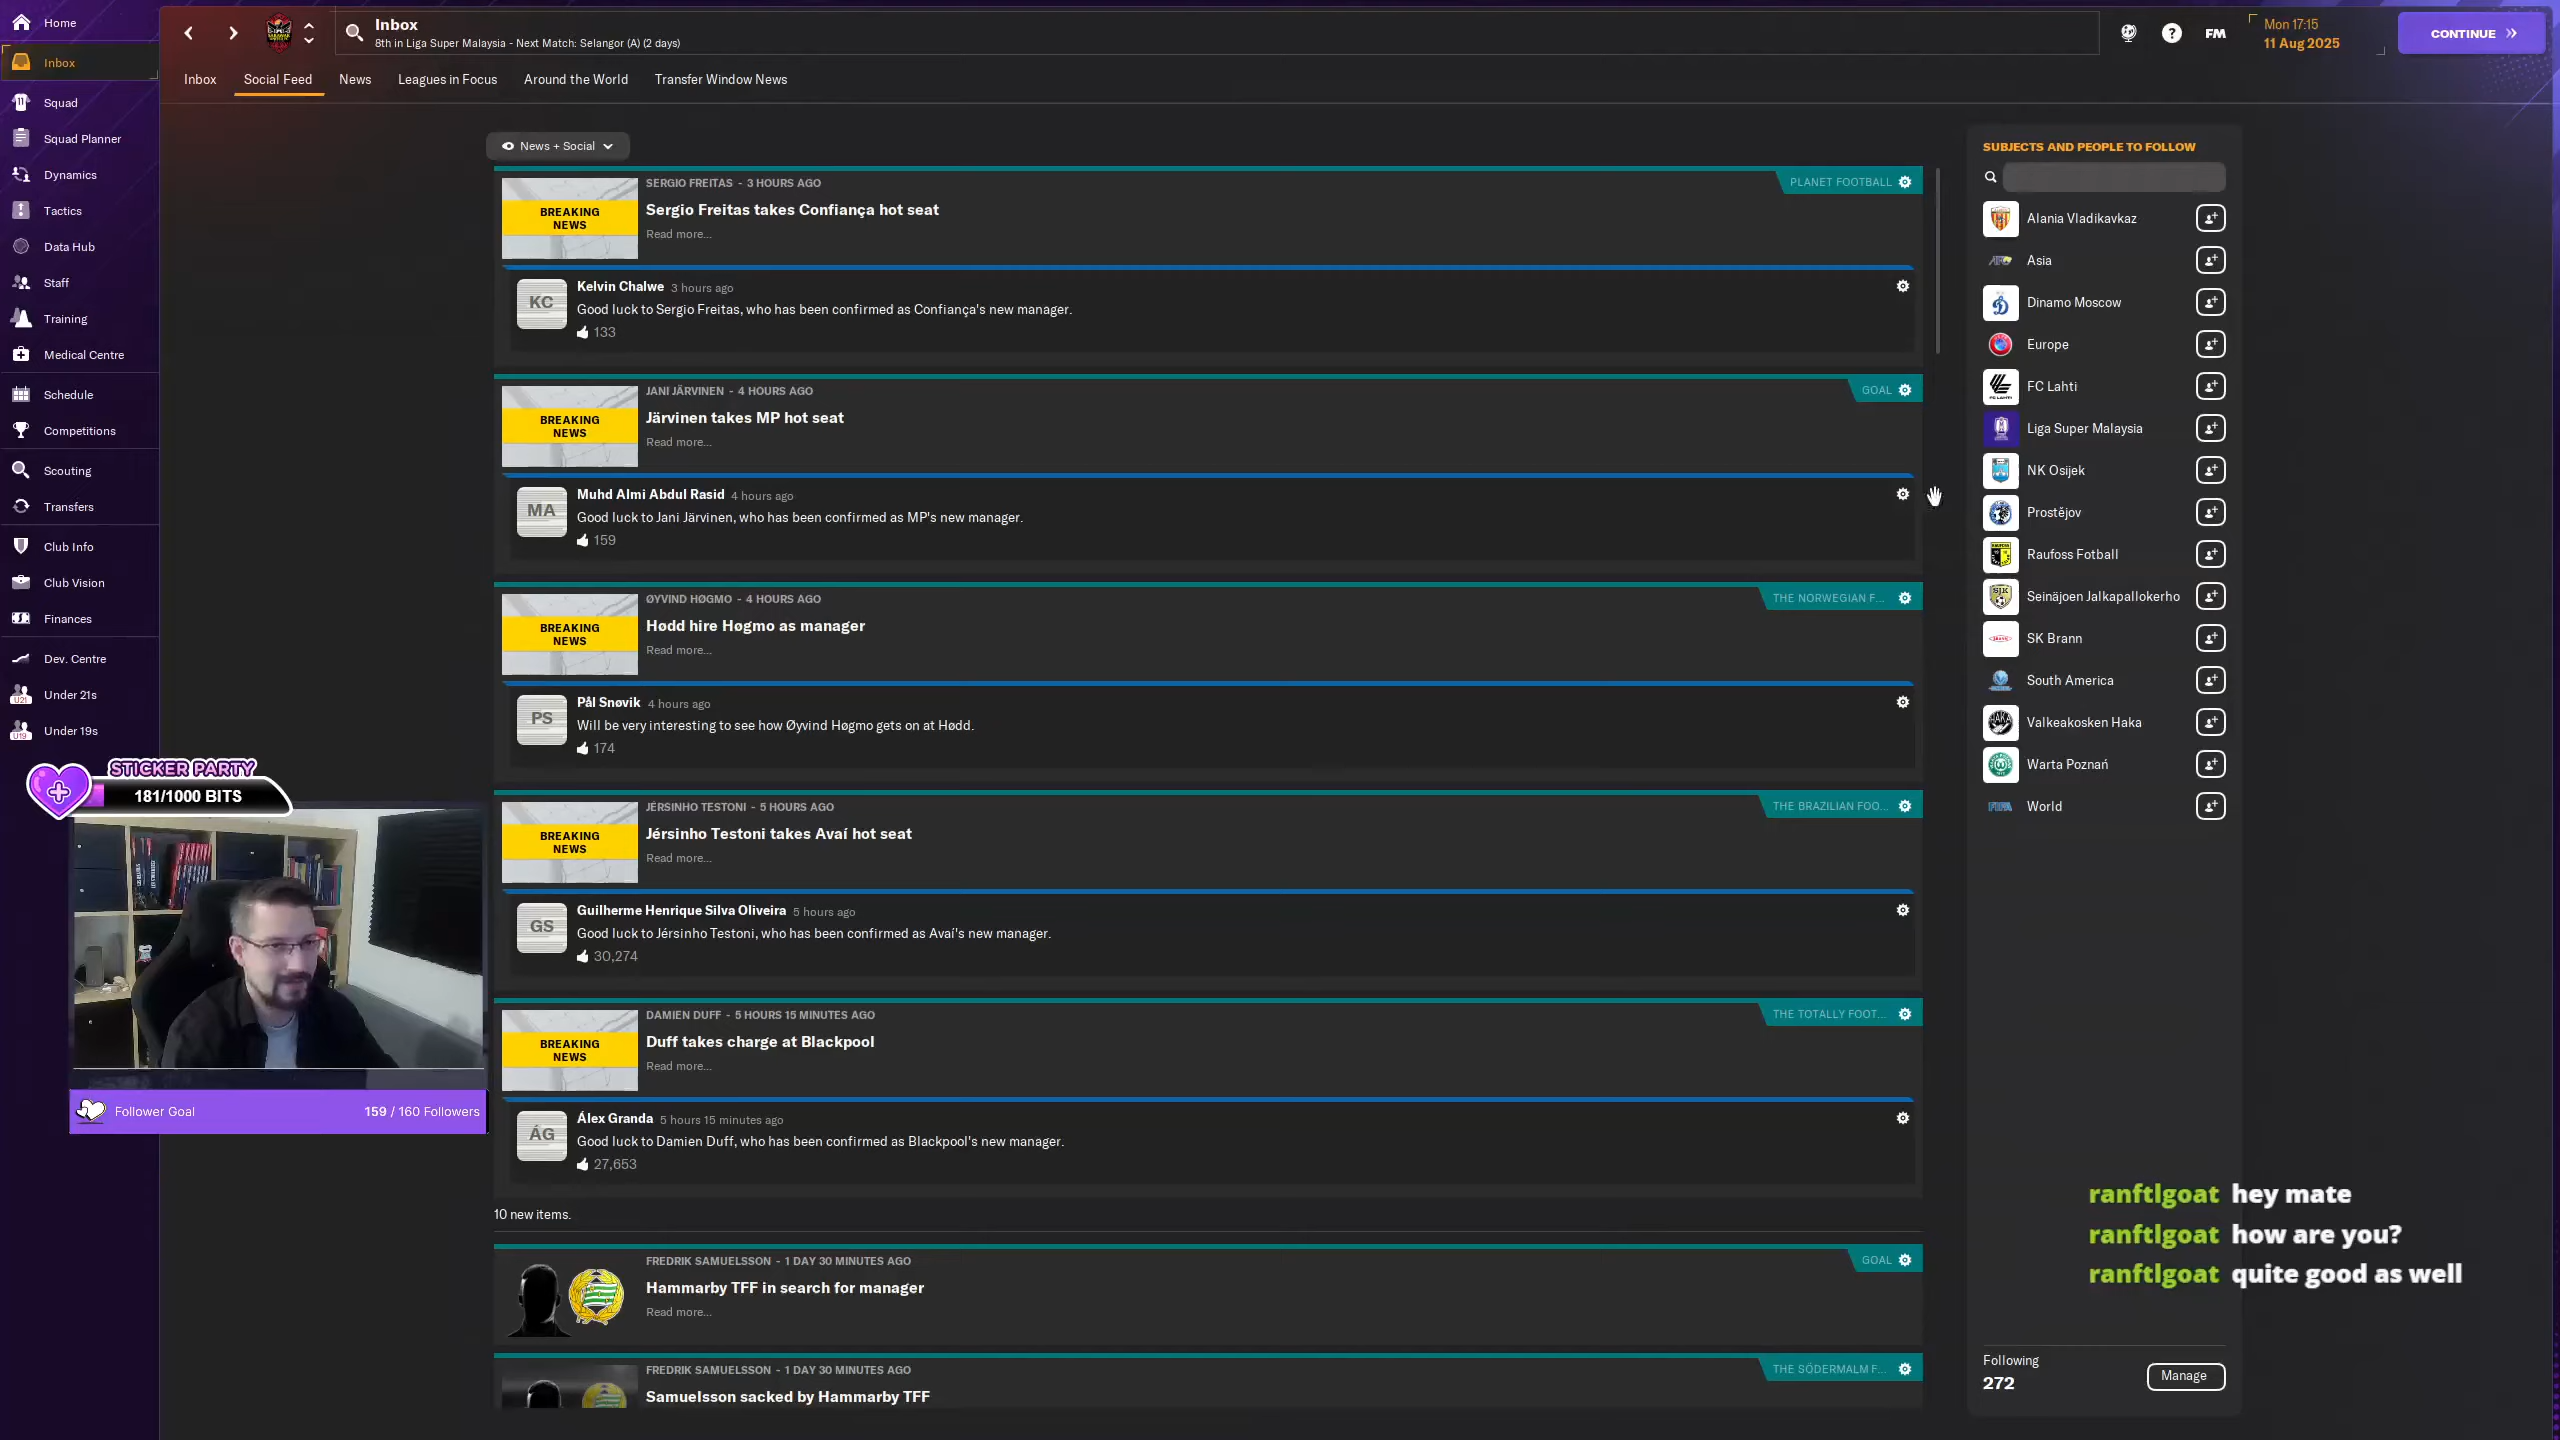 Home
Inbox
Squad
Squad Planner
Dynamics
Tactics
Data Hub
Staff
Training
Medical Centre
Schedule
Competitions
Scouting
Transfers
Club Info
Club Vision
Finances
Dev. Centre
Under 21s
Under 19s
Inbox
8th in Liga Super Malaysia - Next Match: Selangor (A) (2 days)
FM
Mon 17:15
11 Aug 2025
CONTINUE
Inbox
Social Feed
News
Leagues in Focus
Around the World
Transfer Window News
News + Social
BREAKING
NEWS
SERGIO FREITAS - 3 HOURS AGO
PLANET FOOTBALL
Sergio Freitas takes Confiança hot seat
Read more...
KC
Kelvin Chalwe 3 hours ago
Good luck to Sergio Freitas, who has been confirmed as Confiança's new manager.
133
BREAKING
NEWS
JANI JÄRVINEN - 4 HOURS AGO
GOAL
Järvinen takes MP hot seat
Read more...
MA
Muhd Almi Abdul Rasid 4 hours ago
Good luck to Jani Järvinen, who has been confirmed as MP's new manager.
159
BREAKING
NEWS
ØYVIND HØGMO - 4 HOURS AGO
THE NORWEGIAN F...
Hødd hire Høgmo as manager
Read more...
PS
Pål Snøvik 4 hours ago
Will be very interesting to see how Øyvind Høgmo gets on at Hødd.
174
BREAKING
NEWS
JÉRSINHO TESTONI - 5 HOURS AGO
THE BRAZILIAN FOO...
Jérsinho Testoni takes Avaí hot seat
Read more...
GS
Guilherme Henrique Silva Oliveira 5 hours ago
Good luck to Jérsinho Testoni, who has been confirmed as Avaí's new manager.
30,274
BREAKING
NEWS
DAMIEN DUFF - 5 HOURS 15 MINUTES AGO
THE TOTALLY FOOT...
Duff takes charge at Blackpool
Read more...
ÁG
Álex Granda 5 hours 15 minutes ago
Good luck to Damien Duff, who has been confirmed as Blackpool's new manager.
27,653
10 new items.
FREDRIK SAMUELSSON - 1 DAY 30 MINUTES AGO
GOAL
Hammarby TFF in search for manager
Read more...
FREDRIK SAMUELSSON - 1 DAY 30 MINUTES AGO
THE SÖDERMALM F...
Samuelsson sacked by Hammarby TFF
SUBJECTS AND PEOPLE TO FOLLOW
Alania Vladikavkaz
Asia
Dinamo Moscow
Europe
FC Lahti
Liga Super Malaysia
NK Osijek
Prostějov
Raufoss Fotball
Seinäjoen Jalkapallokerho
SK Brann
South America
Valkeakosken Haka
Warta Poznań
World
Following
272
Manage
STICKER PARTY
181/1000 BITS
Follower Goal
159 / 160 Followers
ranftlgoat hey mate
ranftlgoat how are you?
ranftlgoat quite good as well